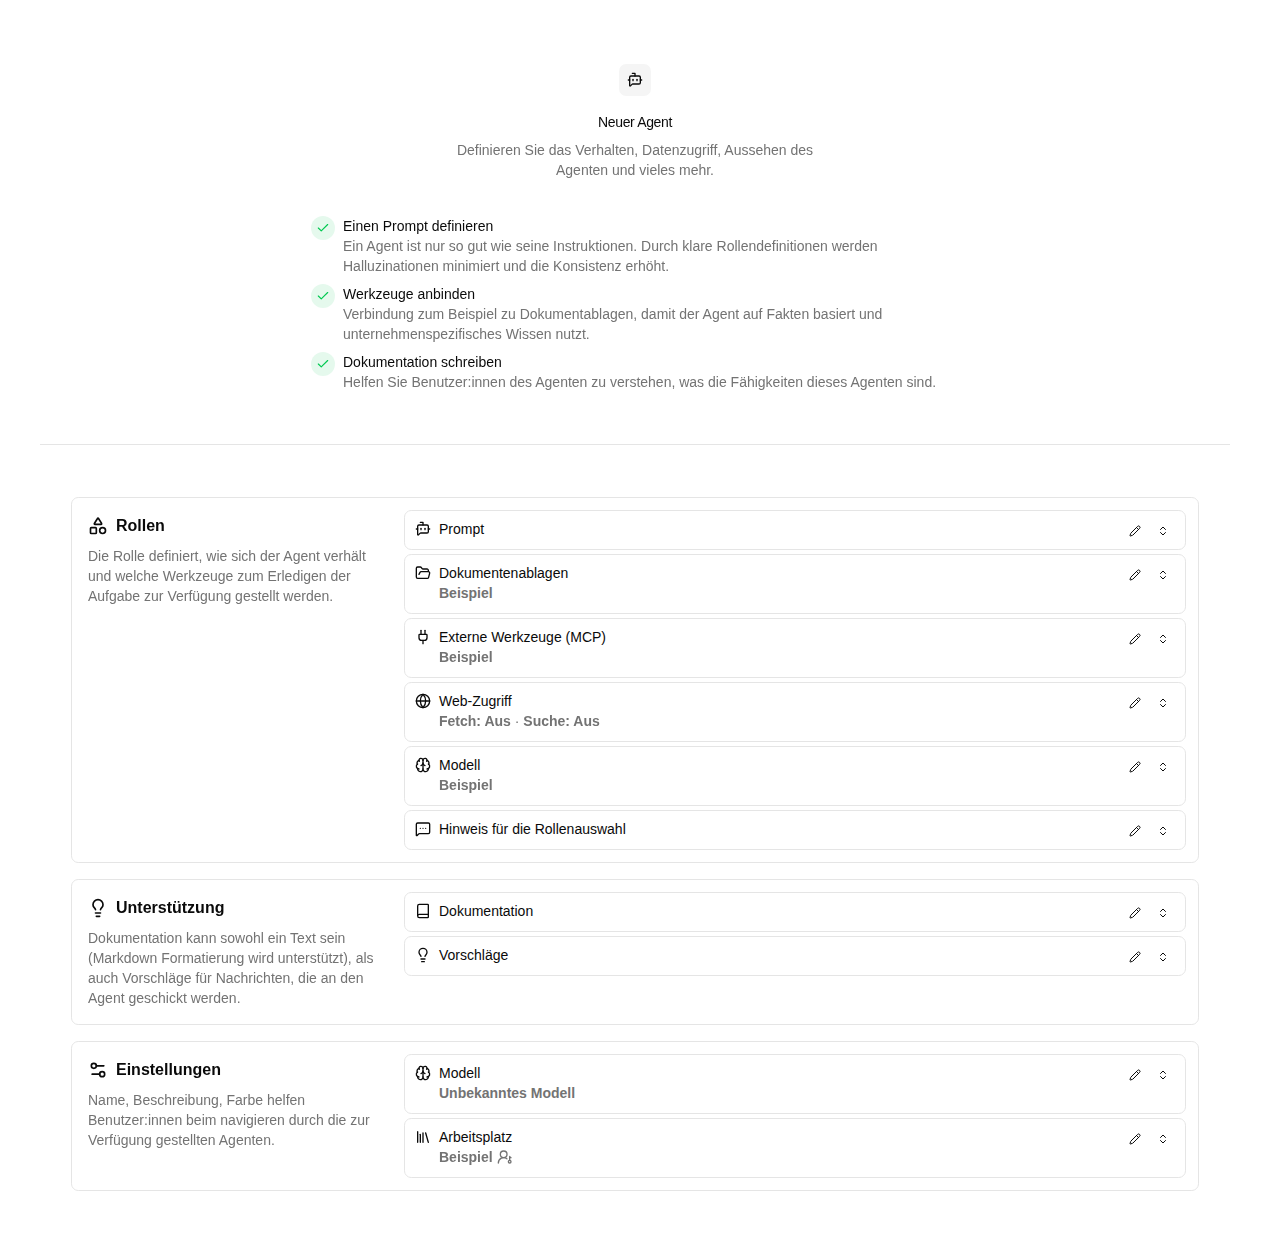 Neuer Agent
Definieren Sie das Verhalten, Datenzugriff, Aussehen des
Agenten und vieles mehr.
Einen Prompt definieren
Ein Agent ist nur so gut wie seine Instruktionen. Durch klare Rollendefinitionen werden
Halluzinationen minimiert und die Konsistenz erhöht.
Werkzeuge anbinden
Verbindung zum Beispiel zu Dokumentablagen, damit der Agent auf Fakten basiert und
unternehmenspezifisches Wissen nutzt.
Dokumentation schreiben
Helfen Sie Benutzer:innen des Agenten zu verstehen, was die Fähigkeiten dieses Agenten sind.
Rollen
Die Rolle definiert, wie sich der Agent verhält
und welche Werkzeuge zum Erledigen der
Aufgabe zur Verfügung gestellt werden.
Prompt
Dokumentenablagen
Beispiel
Externe Werkzeuge (MCP)
Beispiel
Web-Zugriff
Fetch: Aus · Suche: Aus
Modell
Beispiel
Hinweis für die Rollenauswahl
Unterstützung
Dokumentation kann sowohl ein Text sein
(Markdown Formatierung wird unterstützt), als
auch Vorschläge für Nachrichten, die an den
Agent geschickt werden.
Dokumentation
Vorschläge
Einstellungen
Name, Beschreibung, Farbe helfen
Benutzer:innen beim navigieren durch die zur
Verfügung gestellten Agenten.
Modell
Unbekanntes Modell
Arbeitsplatz
Beispiel